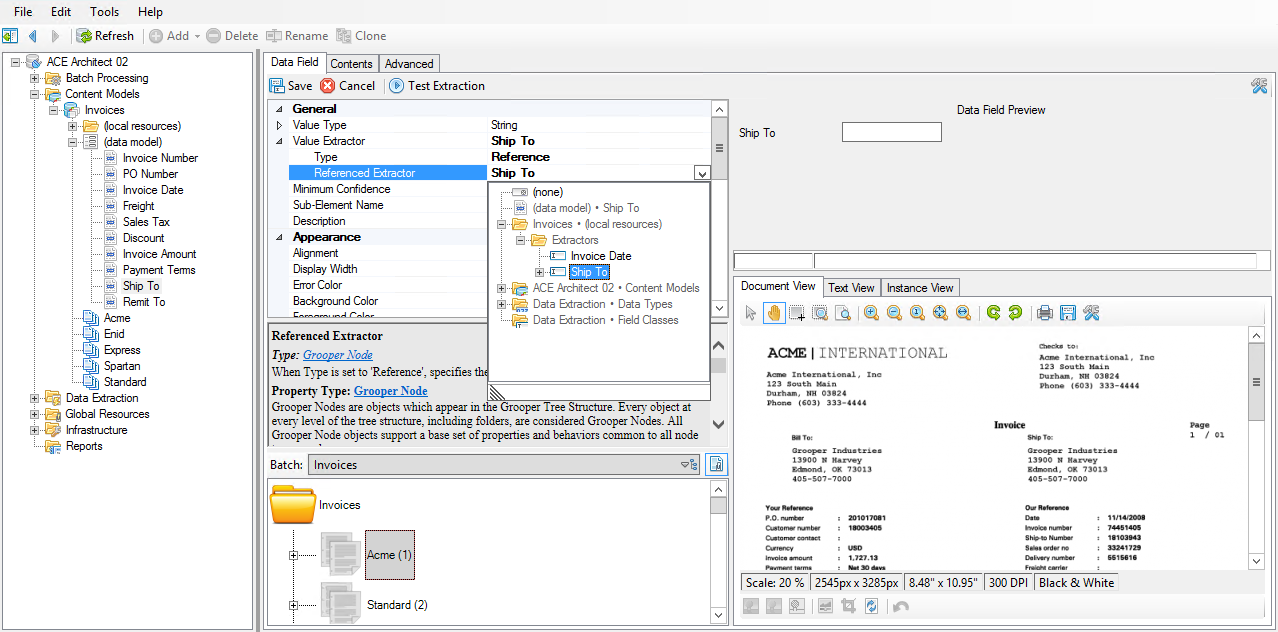 File Edit Tools Help
Refresh Add Delete Rename Clone
ACE Architect 02
Batch Processing
Content Models
Invoices
(local resources)
(data model)
Invoice Number
PO Number
Invoice Date
Freight
Sales Tax
Discount
Invoice Amount
Payment Terms
Ship To
Remit To
Acme
Enid
Express
Spartan
Standard
Data Extraction
Global Resources
Infrastructure
Reports
Data Field Contents Advanced
Save Cancel Test Extraction
General
Value Type String
Value Extractor Ship To
Type Reference
Referenced Extractor Ship To
Minimum Confidence
Sub-Element Name
Description
Appearance
Alignment
Display Width
Error Color
Background Color
Foreground Color
(none)
(data model) • Ship To
Invoices • (local resources)
Extractors
Invoice Date
Ship To
ACE Architect 02 • Content Models
Data Extraction • Data Types
Data Extraction • Field Classes
Referenced Extractor
Type: Grooper Node
When Type is set to 'Reference', specifies the
Property Type: Grooper Node
Grooper Nodes are objects which appear in the Grooper Tree Structure. Every object at
every level of the tree structure, including folders, are considered Grooper Nodes. All
Grooper Node objects support a base set of properties and behaviors common to all node
Batch: Invoices
Invoices
Acme (1)
Standard (2)
Data Field Preview
Ship To
Document View Text View Instance View
ACME | INTERNATIONAL
Acme International, Inc
123 South Main
Durham, NH 03824
Phone (603) 333-4444
Checks to:
Acme International, Inc
123 South Main
Durham, NH 03824
Phone (603) 333-4444
Invoice
Page
1 / 01
Bill To:
Grooper Industries
13900 N Harvey
Edmond, OK 73013
405-507-7000
Ship To:
Grooper Industries
13900 N Harvey
Edmond, OK 73013
405-507-7000
Your Reference
P.O. number : 201017081
Customer number : 18003405
Customer contact :
Currency : USD
Invoice amount : 1,727.13
Payment terms : Net 30 days
Our Reference
Date : 11/14/2008
Invoice number : 74451405
Ship-to Number : 18103943
Sales order no : 33241729
Delivery number : 5515616
Freight carrier :
Scale: 20 % 2545px x 3285px 8.48" x 10.95" 300 DPI Black & White